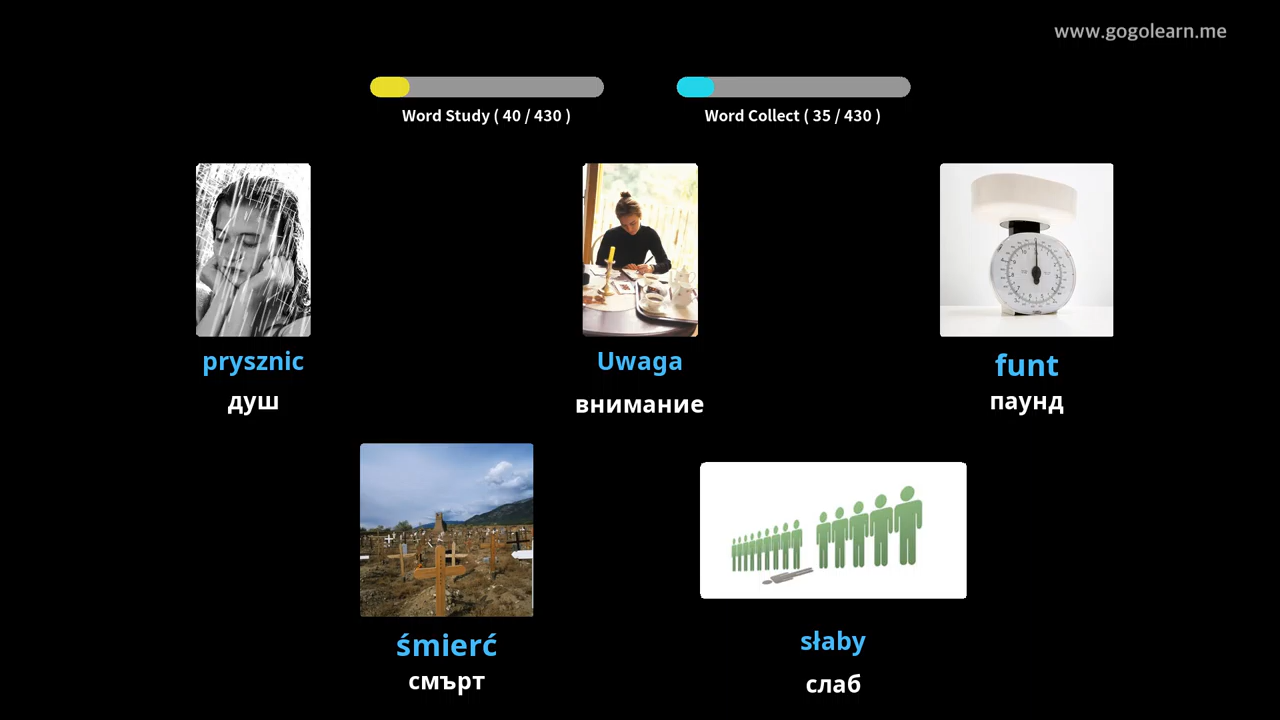 www.gogolearn.me
Word Study ( 40 / 430 )
Word Collect ( 35 / 430 )
prysznic
Uwaga
funt
душ
внимание
паунд
śmierć
słaby
смърт
слаб